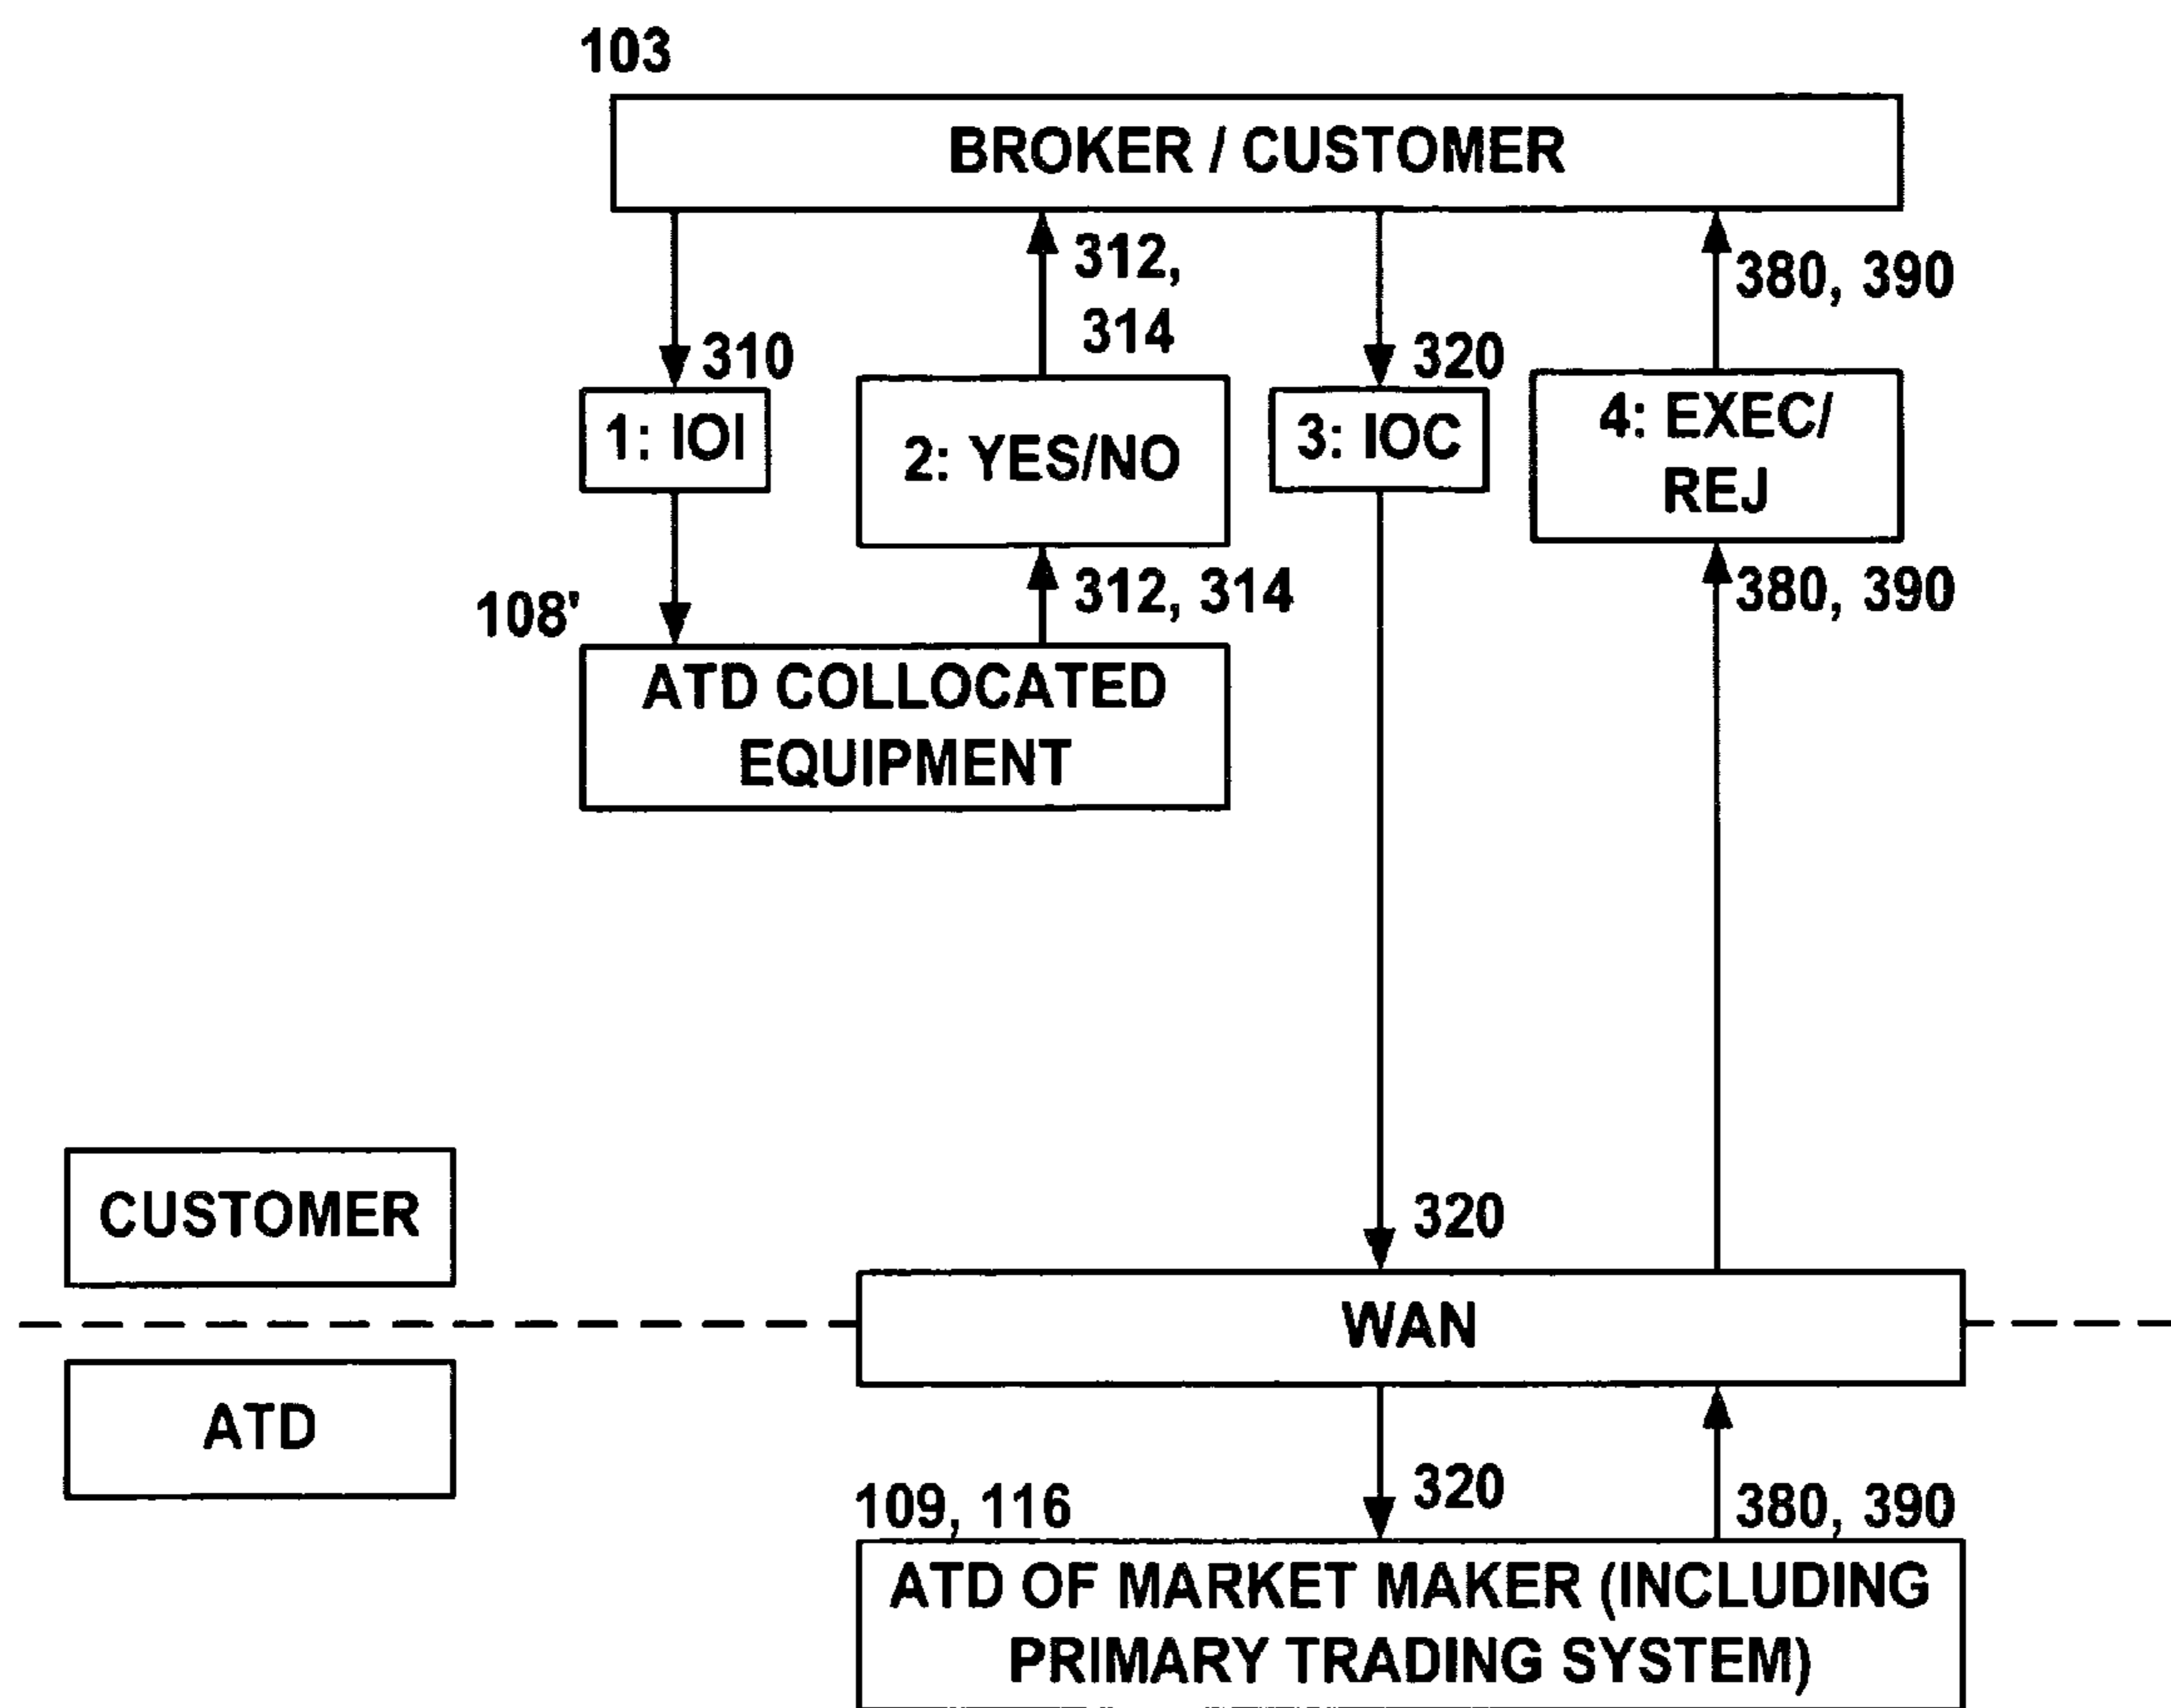 103
BROKER / CUSTOMER
312,
314
380, 390
310
320
1: IOI
2: YES/NO
3: IOC
4: EXEC/
REJ
108'
312, 314
380, 390
ATD COLLOCATED
EQUIPMENT
CUSTOMER
320
WAN
ATD
320
380, 390
109, 116
ATD OF MARKET MAKER (INCLUDING
PRIMARY TRADING SYSTEM)